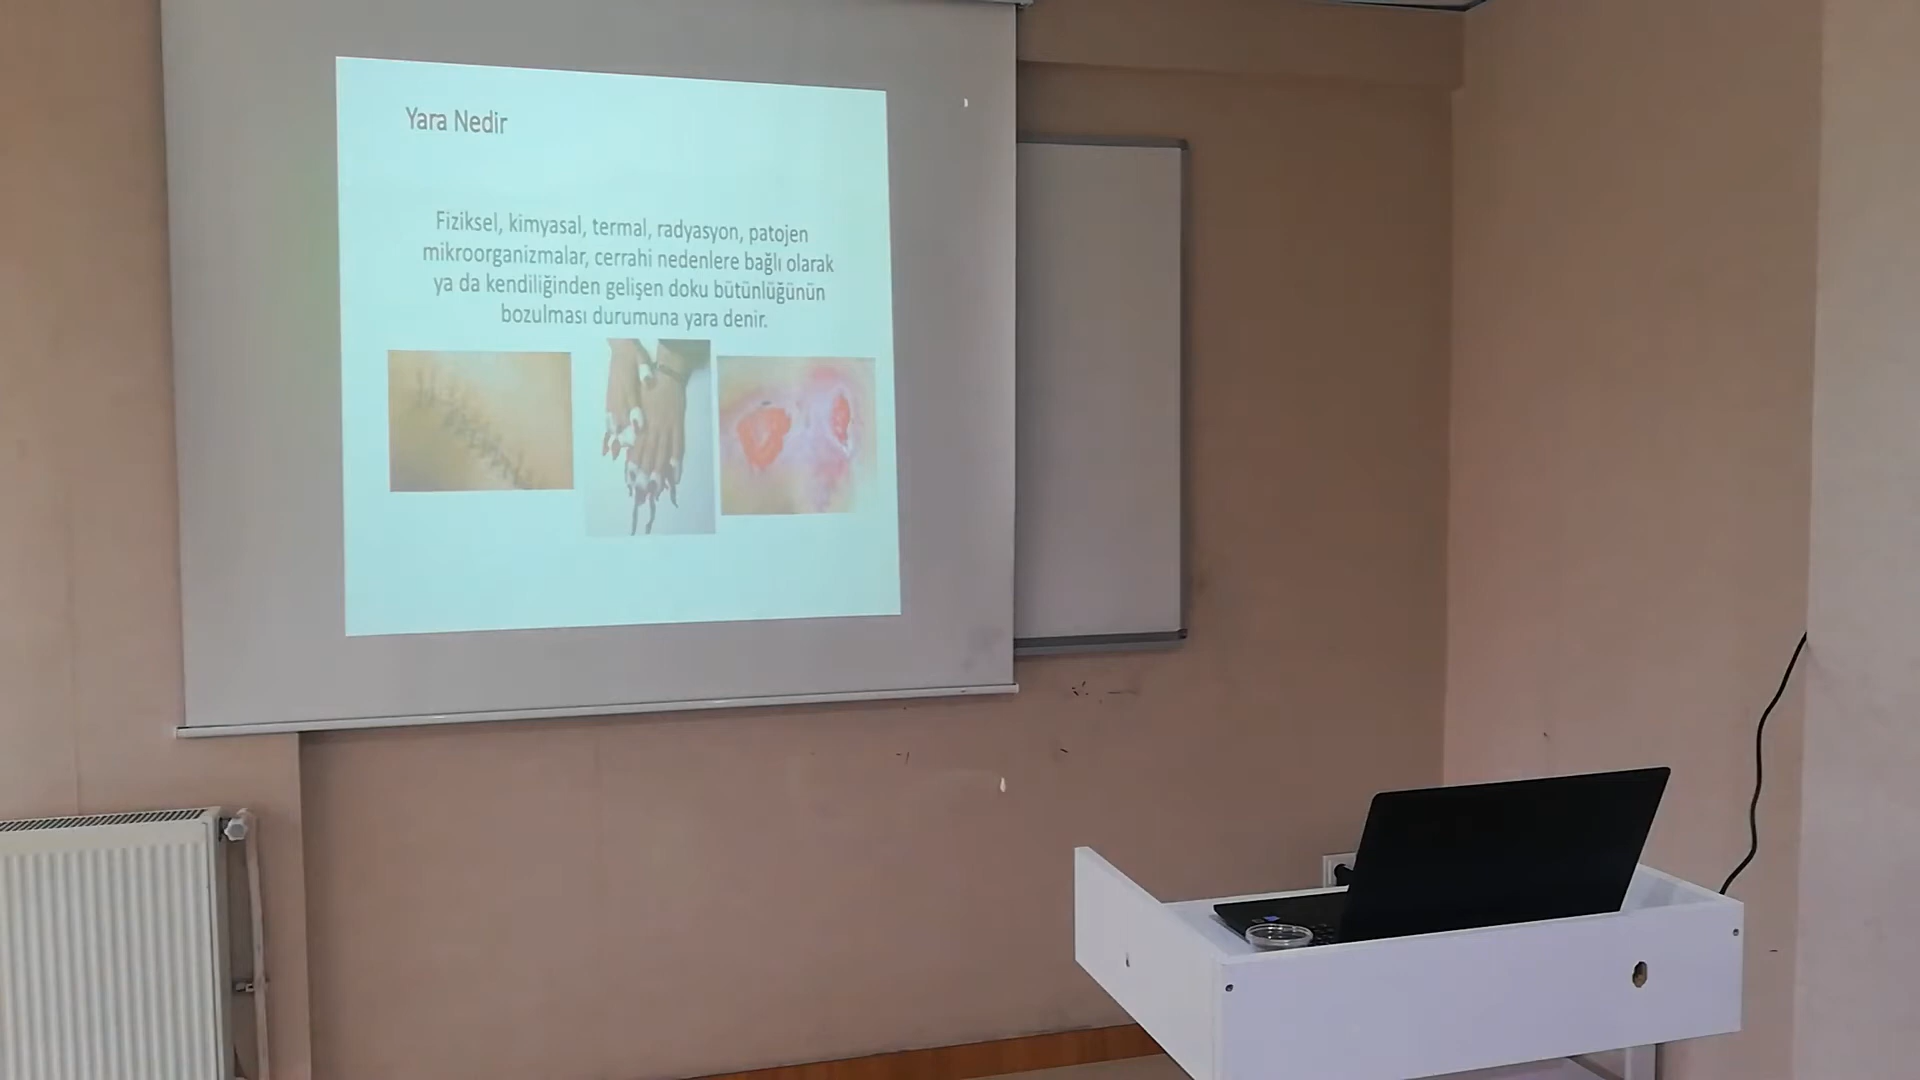 Yara Nedir
Fiziksel, kimyasal, termal, radyasyon, patojen
mikroorganizmalar, cerrahi nedenlere bağlı olarak
ya da kendiliğinden gelişen doku bütünlüğünün
bozulması durumuna yara denir.